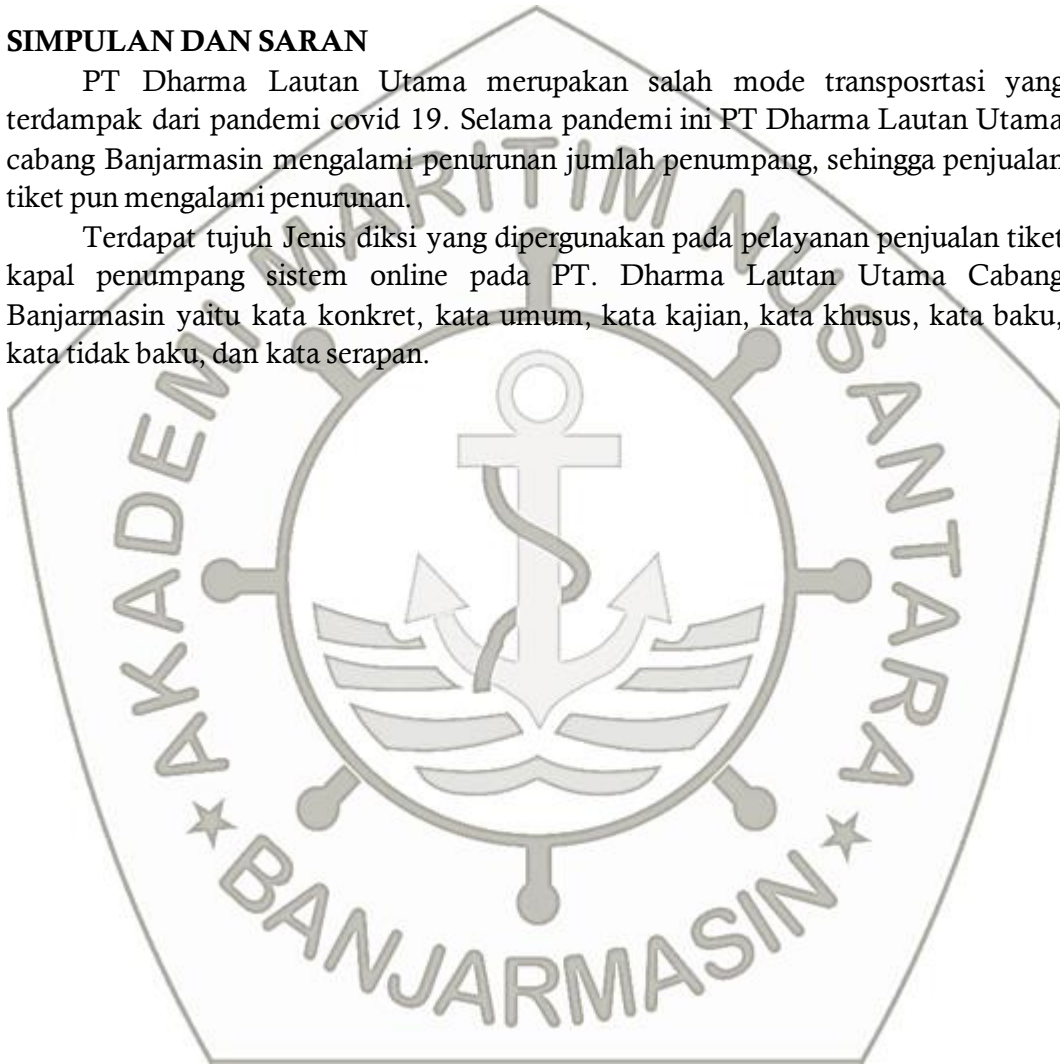 SIMPULAN DAN SARAN
PT Dharma Lautan Utama merupakan salah mode transposrtasi yang
terdampak dari pandemi covid 19. Selama pandemi ini PT Dharma Lautan Utama
cabang Banjarmasin mengalami penurunan jumlah penumpang, sehingga penjualan
tiket pun mengalami penurunan.
Terdapat tujuh Jenis diksi yang dipergunakan pada pelayanan penjualan tiket
kapal penumpang sistem online pada PT. Dharma Lautan Utama Cabang
Banjarmasin yaitu kata konkret, kata umum, kata kajian, kata khusus, kata baku,
kata tidak baku, dan kata serapan.
AKADEMI MARITIM NUSANTARA
BANJARMASIN